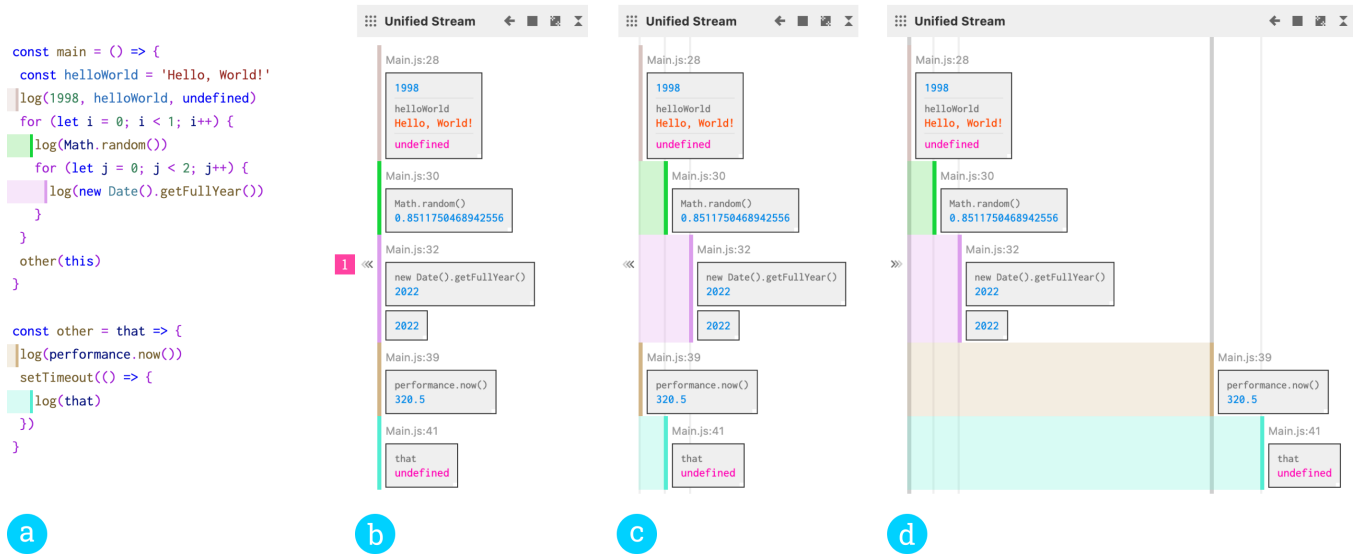 const main = () => {
const helloWorld = 'Hello, World!'
log(1998, helloWorld, undefined)
for (let i = 0; i < 1; i++) {
log(Math.random())
for (let j = 0; j < 2; j++) {
log(new Date().getFullYear())
}
}
other(this)
}
const other = that => {
log(performance.now())
setTimeout(() => {
log(that)
})
}
a
Unified Stream
Main.js:28
1998
helloWorld
Hello, World!
undefined
Main.js:30
Math.random()
0.8511750468942556
1
Main.js:32
new Date().getFullYear()
2022
2022
Main.js:39
performance.now()
320.5
Main.js:41
that
undefined
b
Unified Stream
Main.js:28
1998
helloWorld
Hello, World!
undefined
Main.js:30
Math.random()
0.8511750468942556
Main.js:32
new Date().getFullYear()
2022
2022
Main.js:39
performance.now()
320.5
Main.js:41
that
undefined
c
Unified Stream
Main.js:28
1998
helloWorld
Hello, World!
undefined
Main.js:30
Math.random()
0.8511750468942556
Main.js:32
new Date().getFullYear()
2022
2022
Main.js:39
performance.now()
320.5
Main.js:41
that
undefined
d